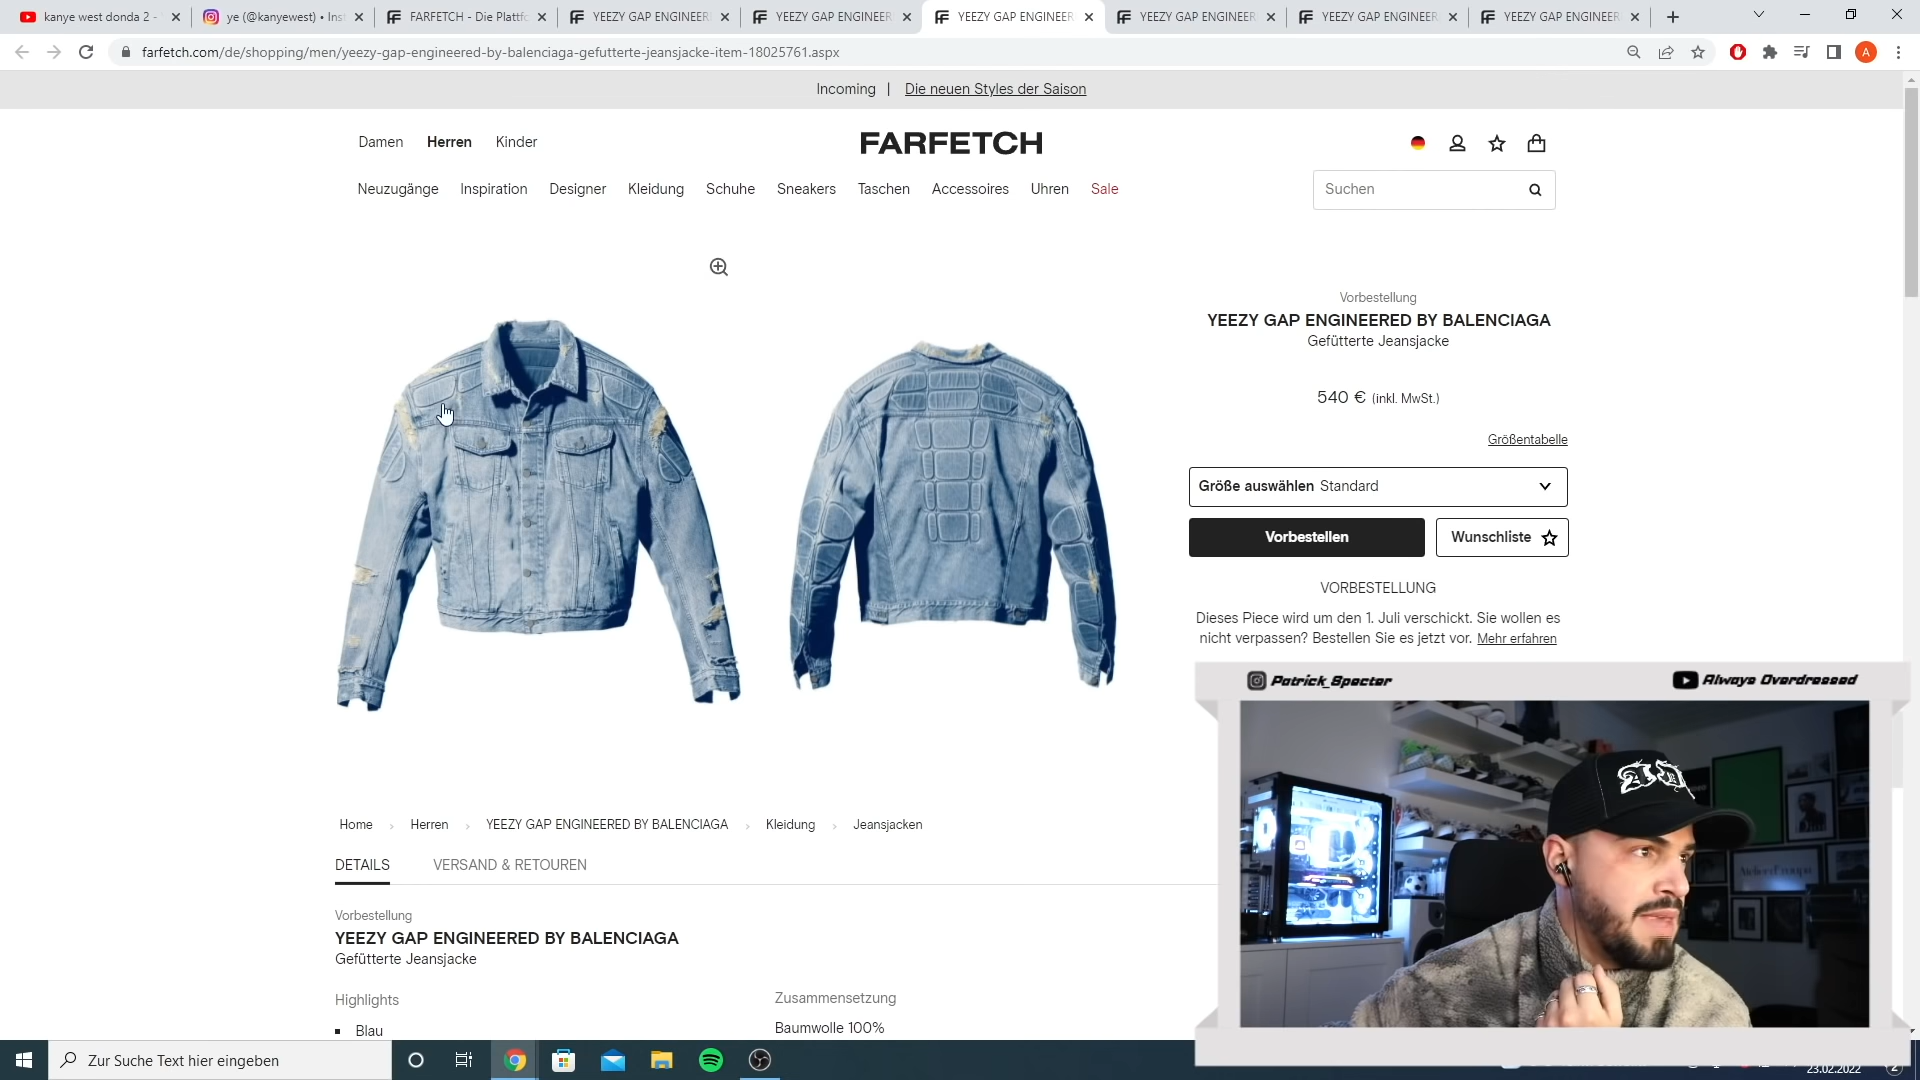 kanye west donda 2 -
ye (@kanyewest) • Inst
FARFETCH - Die Plattfo
YEEZY GAP ENGINEER
YEEZY GAP ENGINEER
YEEZY GAP ENGINEER
YEEZY GAP ENGINEER
YEEZY GAP ENGINEER
YEEZY GAP ENGINEER
farfetch.com/de/shopping/men/yeezy-gap-engineered-by-balenciaga-gefutterte-jeansjacke-item-18025761.aspx
A
Incoming | Die neuen Styles der Saison
Damen Herren Kinder
FARFETCH
Neuzugänge Inspiration Designer Kleidung Schuhe Sneakers Taschen Accessoires Uhren Sale
Suchen
Vorbestellung
YEEZY GAP ENGINEERED BY BALENCIAGA
Gefütterte Jeansjacke
540 € (inkl. MwSt.)
Größentabelle
Größe auswählen Standard
Vorbestellen
Wunschliste
VORBESTELLUNG
Dieses Piece wird um den 1. Juli verschickt. Sie wollen es
nicht verpassen? Bestellen Sie es jetzt vor. Mehr erfahren
Patrick_Specter
Always Overdressed
Home › Herren › YEEZY GAP ENGINEERED BY BALENCIAGA › Kleidung › Jeansjacken
DETAILS
VERSAND & RETOUREN
Vorbestellung
YEEZY GAP ENGINEERED BY BALENCIAGA
Gefütterte Jeansjacke
Highlights
Blau
Zusammensetzung
Baumwolle 100%
Zur Suche Text hier eingeben
23.02.2022
2